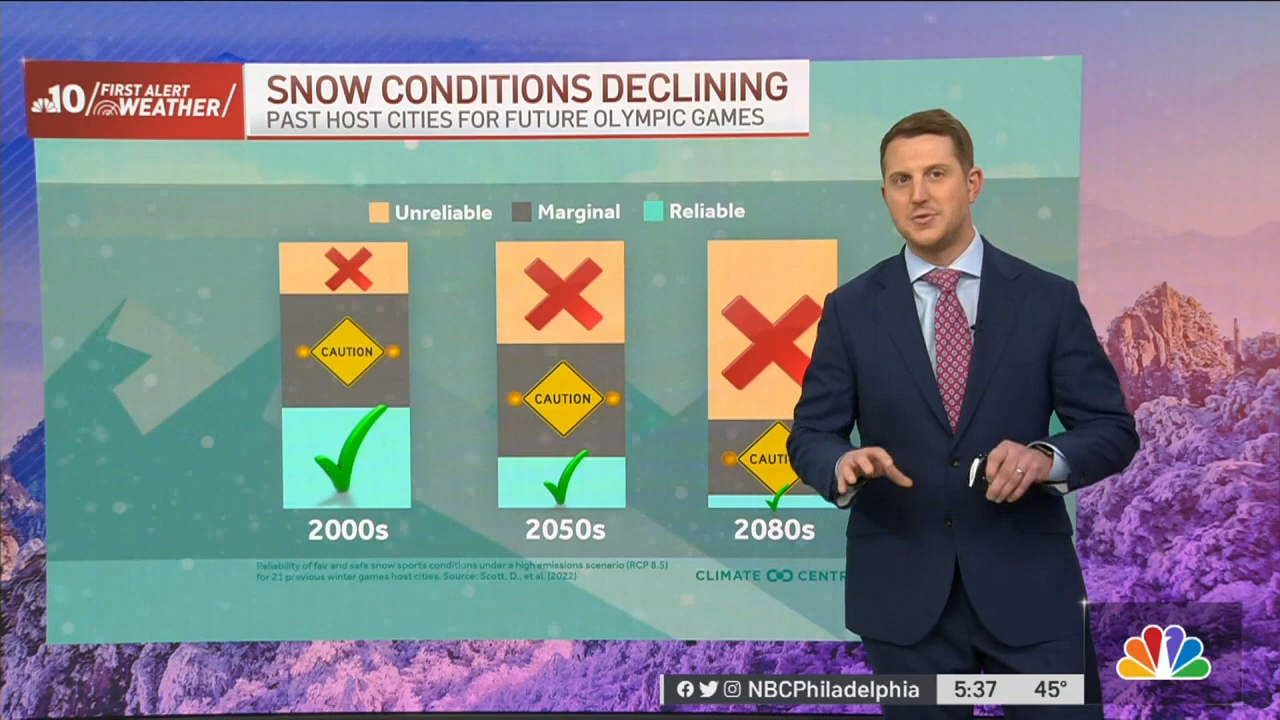 10 / FIRST ALERT
WEATHER /
SNOW CONDITIONS DECLINING
PAST HOST CITIES FOR FUTURE OLYMPIC GAMES
Unreliable Marginal Reliable
CAUTION
CAUTION
CAUTI
2000s 2050s 2080s
Reliability of fair and safe snow sports conditions under a high emissions scenario (RCP 8.5)
for 21 previous winter games host cities. Source: Scott, D., et al. (2022)
CLIMATE CENTR
NBCPhiladelphia 5:37 45°